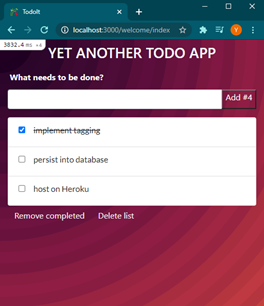 TodoIt
localhost:3000/welcome/index
3832.4 ms ×4
YET ANOTHER TODO APP
What needs to be done?
Add #4
implement tagging
persist into database
host on Heroku
Remove completed Delete list